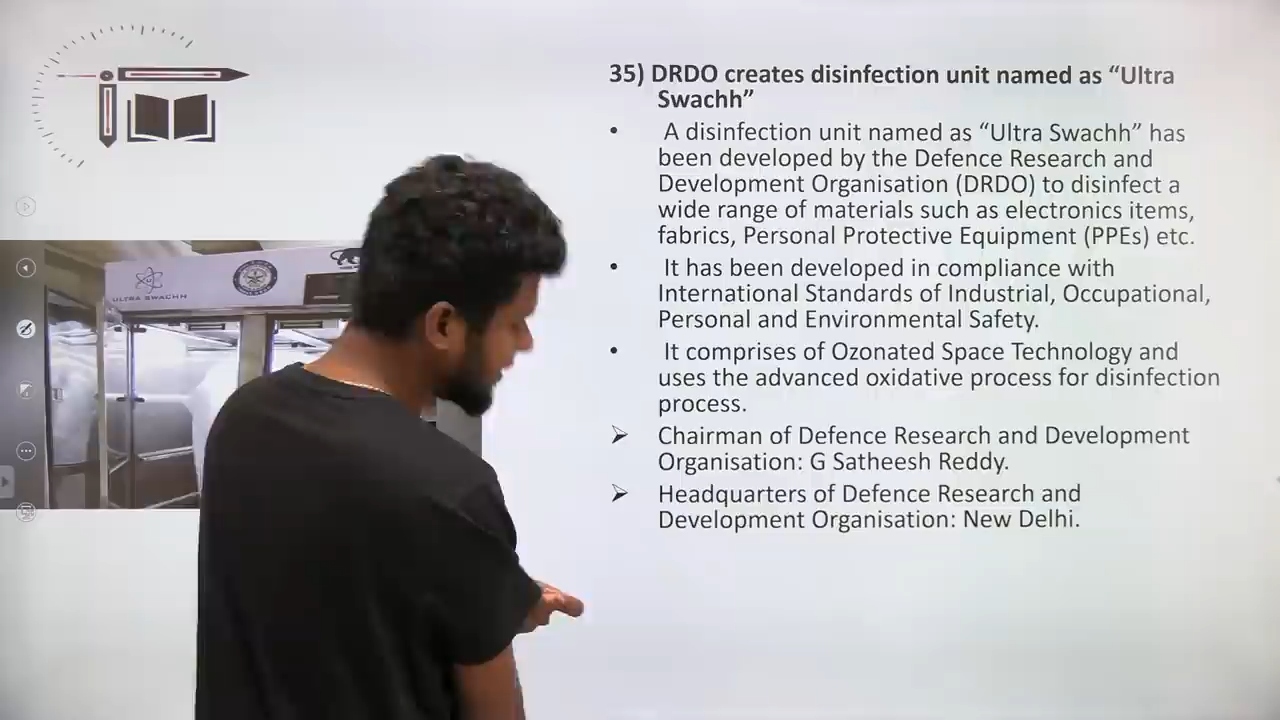 35) DRDO creates disinfection unit named as “Ultra
Swachh”
• A disinfection unit named as “Ultra Swachh” has
been developed by the Defence Research and
Development Organisation (DRDO) to disinfect a
wide range of materials such as electronics items,
fabrics, Personal Protective Equipment (PPEs) etc.
• It has been developed in compliance with
International Standards of Industrial, Occupational,
Personal and Environmental Safety.
• It comprises of Ozonated Space Technology and
uses the advanced oxidative process for disinfection
process.
➢ Chairman of Defence Research and Development
Organisation: G Satheesh Reddy.
➢ Headquarters of Defence Research and
Development Organisation: New Delhi.
ULTRA SWACHH